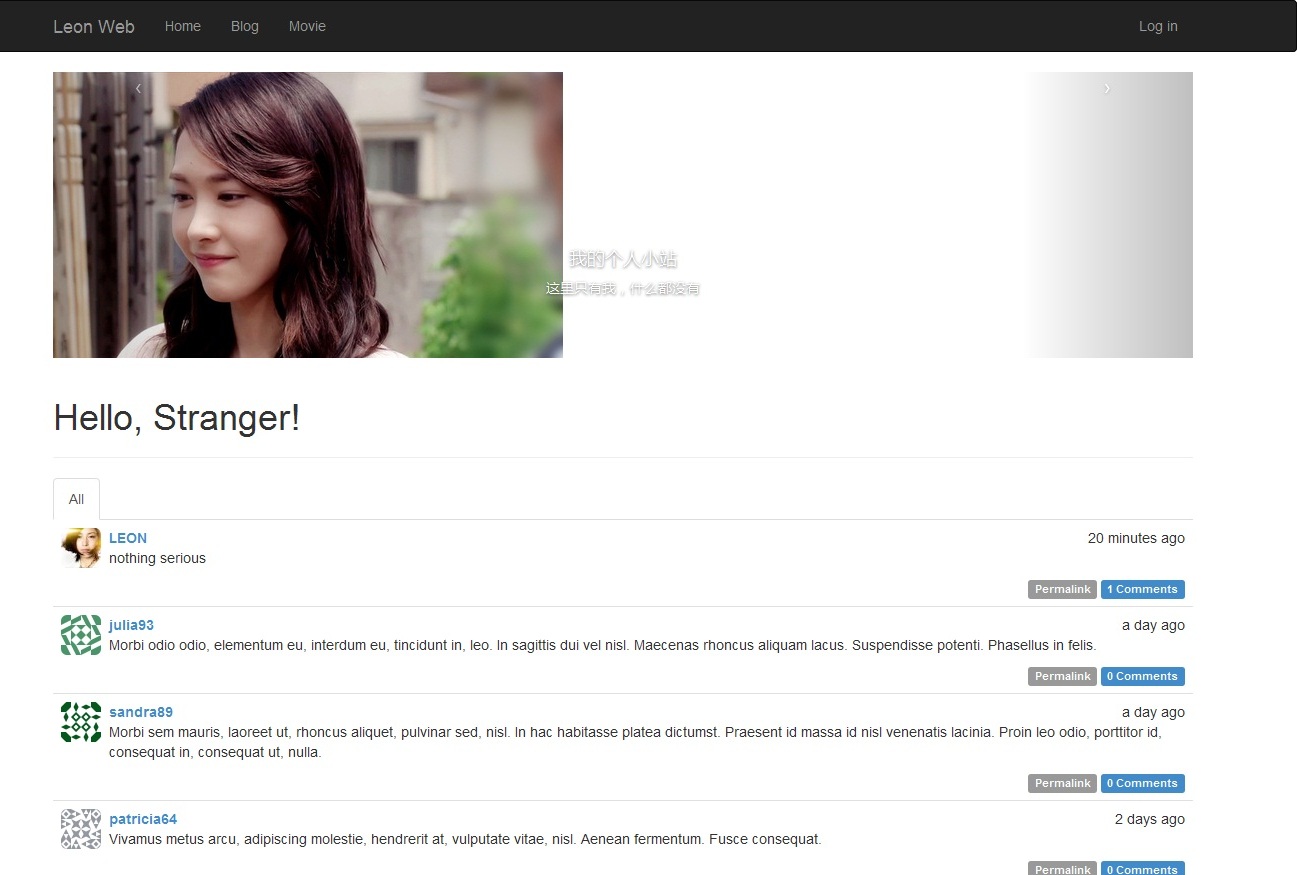 Leon Web Home Blog Movie Log in
‹ ›
我的个人小站
这里只有我，什么都没有
Hello, Stranger!
All
LEON 20 minutes ago
nothing serious
Permalink 1 Comments
julia93 a day ago
Morbi odio odio, elementum eu, interdum eu, tincidunt in, leo. In sagittis dui vel nisl. Maecenas rhoncus aliquam lacus. Suspendisse potenti. Phasellus in felis.
Permalink 0 Comments
sandra89 a day ago
Morbi sem mauris, laoreet ut, rhoncus aliquet, pulvinar sed, nisl. In hac habitasse platea dictumst. Praesent id massa id nisl venenatis lacinia. Proin leo odio, porttitor id,
consequat in, consequat ut, nulla.
Permalink 0 Comments
patricia64 2 days ago
Vivamus metus arcu, adipiscing molestie, hendrerit at, vulputate vitae, nisl. Aenean fermentum. Fusce consequat.
Permalink 0 Comments